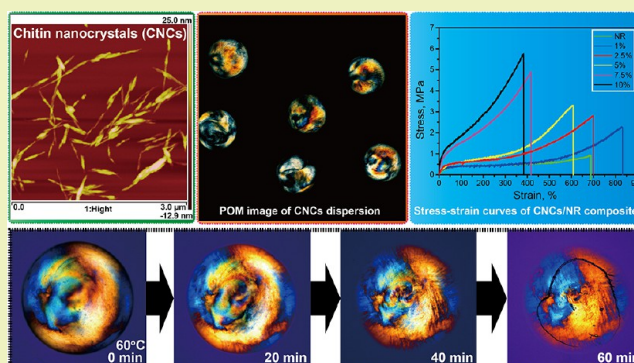 Chitin nanocrystals (CNCs)
25.0 nm
0.0
1:Hight
3.0 µm
-12.9 nm
POM image of CNCs dispersion
Stress, MPa
7
6
5
4
3
2
1
0
NR
1%
2.5%
5%
7.5%
10%
0 100 200 300 400 500 600 700 800
Strain, %
Stress-strain curves of CNCs/NR composite
60°C
0 min
20 min
40 min
60 min